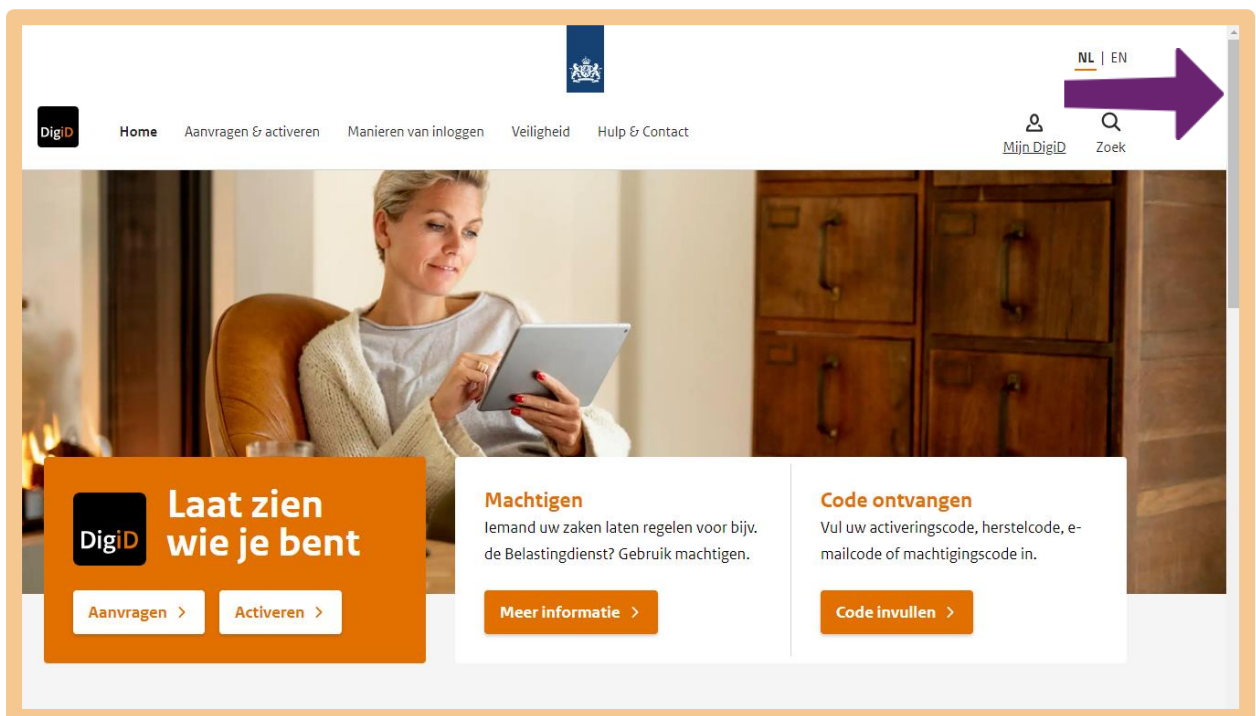 NL | EN
DigiD
Home Aanvragen & activeren Manieren van inloggen Veiligheid Hulp & Contact
Mijn DigiD Zoek
DigiD
Laat zien
wie je bent
Aanvragen >
Activeren >
Machtigen
Iemand uw zaken laten regelen voor bijv.
de Belastingdienst? Gebruik machtigen.
Meer informatie >
Code ontvangen
Vul uw activeringscode, herstelcode, e-
mailcode of machtigingscode in.
Code invullen >